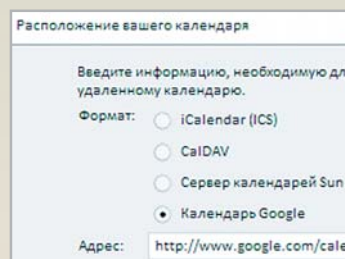 Расположение вашего календаря
Введите информацию, необходимую
удаленному календарю.
Формат: iCalendar (ICS)
CalDAV
Сервер календарей Sun
Календарь Google
Адрес: http://www.google.com/cale